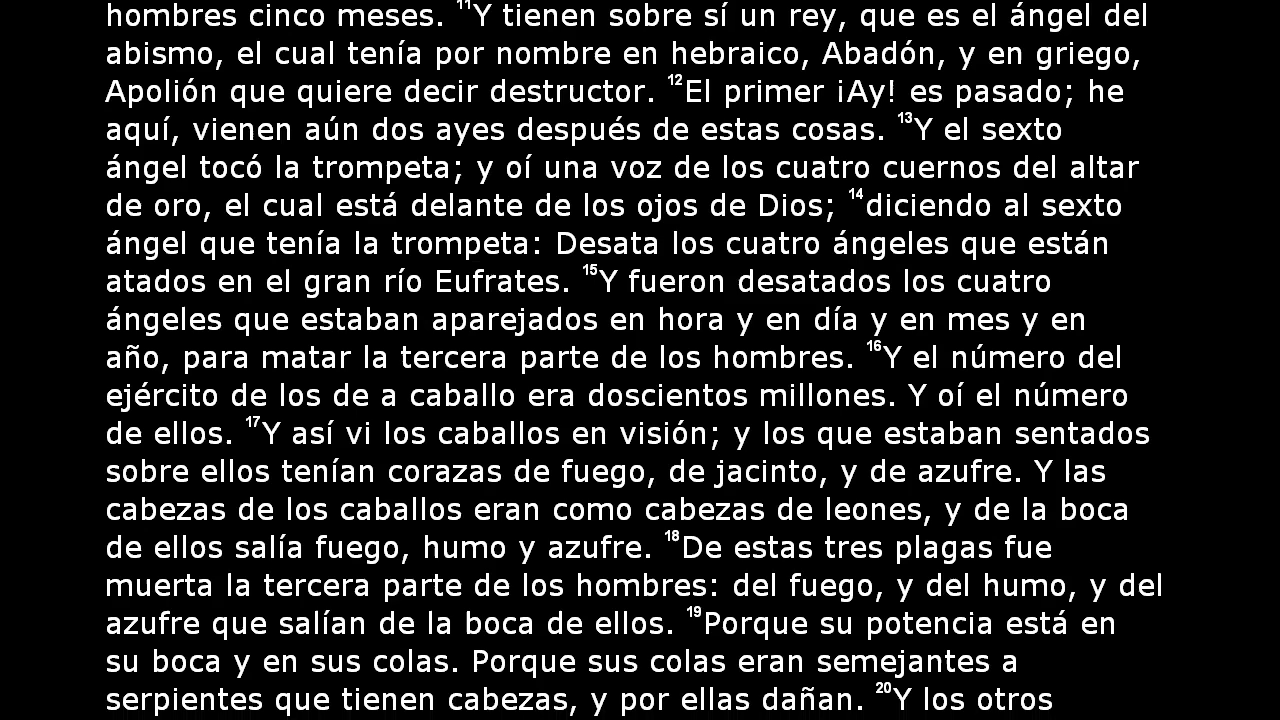 hombres cinco meses. 11Y tienen sobre sí un rey, que es el ángel del
abismo, el cual tenía por nombre en hebraico, Abadón, y en griego,
Apolión que quiere decir destructor. 12El primer ¡Ay! es pasado; he
aquí, vienen aún dos ayes después de estas cosas. 13Y el sexto
ángel tocó la trompeta; y oí una voz de los cuatro cuernos del altar
de oro, el cual está delante de los ojos de Dios; 14diciendo al sexto
ángel que tenía la trompeta: Desata los cuatro ángeles que están
atados en el gran río Eufrates. 15Y fueron desatados los cuatro
ángeles que estaban aparejados en hora y en día y en mes y en
año, para matar la tercera parte de los hombres. 16Y el número del
ejército de los de a caballo era doscientos millones. Y oí el número
de ellos. 17Y así vi los caballos en visión; y los que estaban sentados
sobre ellos tenían corazas de fuego, de jacinto, y de azufre. Y las
cabezas de los caballos eran como cabezas de leones, y de la boca
de ellos salía fuego, humo y azufre. 18De estas tres plagas fue
muerta la tercera parte de los hombres: del fuego, y del humo, y del
azufre que salían de la boca de ellos. 19Porque su potencia está en
su boca y en sus colas. Porque sus colas eran semejantes a
serpientes que tienen cabezas, y por ellas dañan. 20Y los otros